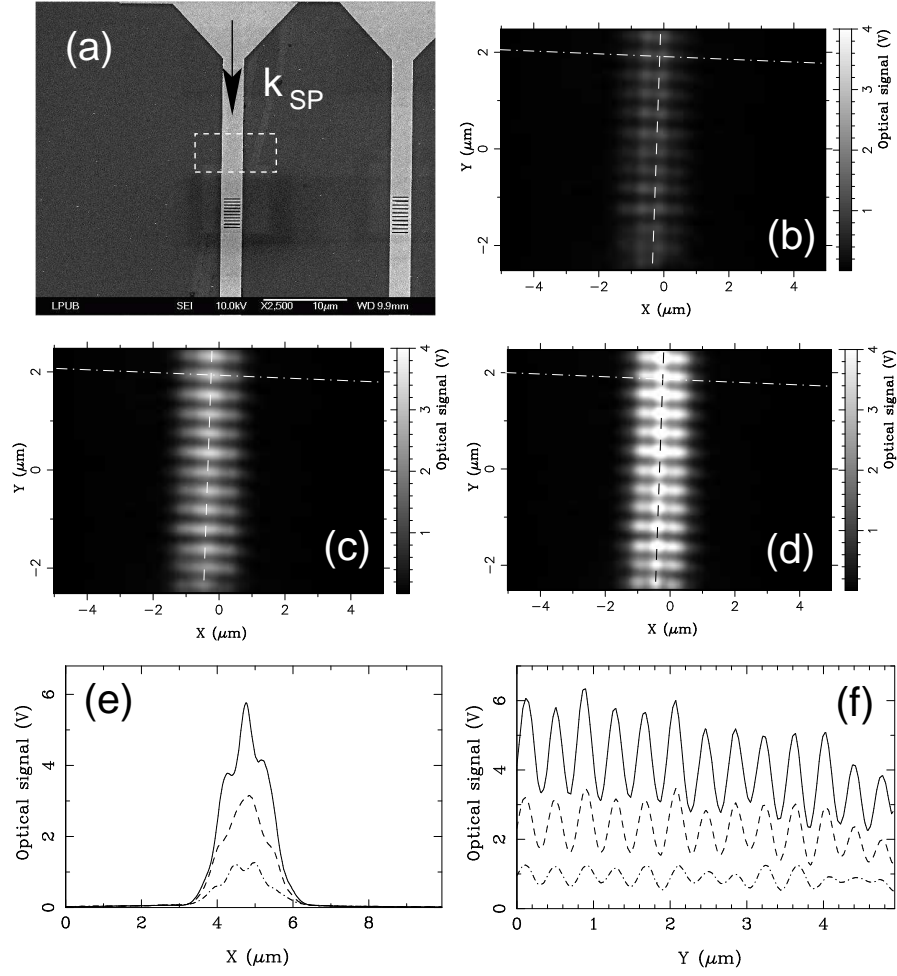 (a)
k SP
LPUB SEI 10.0kV X2,500 10μm WD 9.9mm
2
0
−2
Y (μm)
−4 −2 0 2 4
X (μm)
(b)
4
3
2
1
Optical signal (V)
2
0
−2
Y (μm)
−4 −2 0 2 4
X (μm)
(c)
4
3
2
1
Optical signal (V)
2
0
−2
Y (μm)
−4 −2 0 2 4
X (μm)
(d)
4
3
2
1
Optical signal (V)
(e)
6
4
2
0
Optical signal (V)
0 2 4 6 8
X (μm)
(f)
6
4
2
0
Optical signal (V)
0 1 2 3 4
Y (μm)